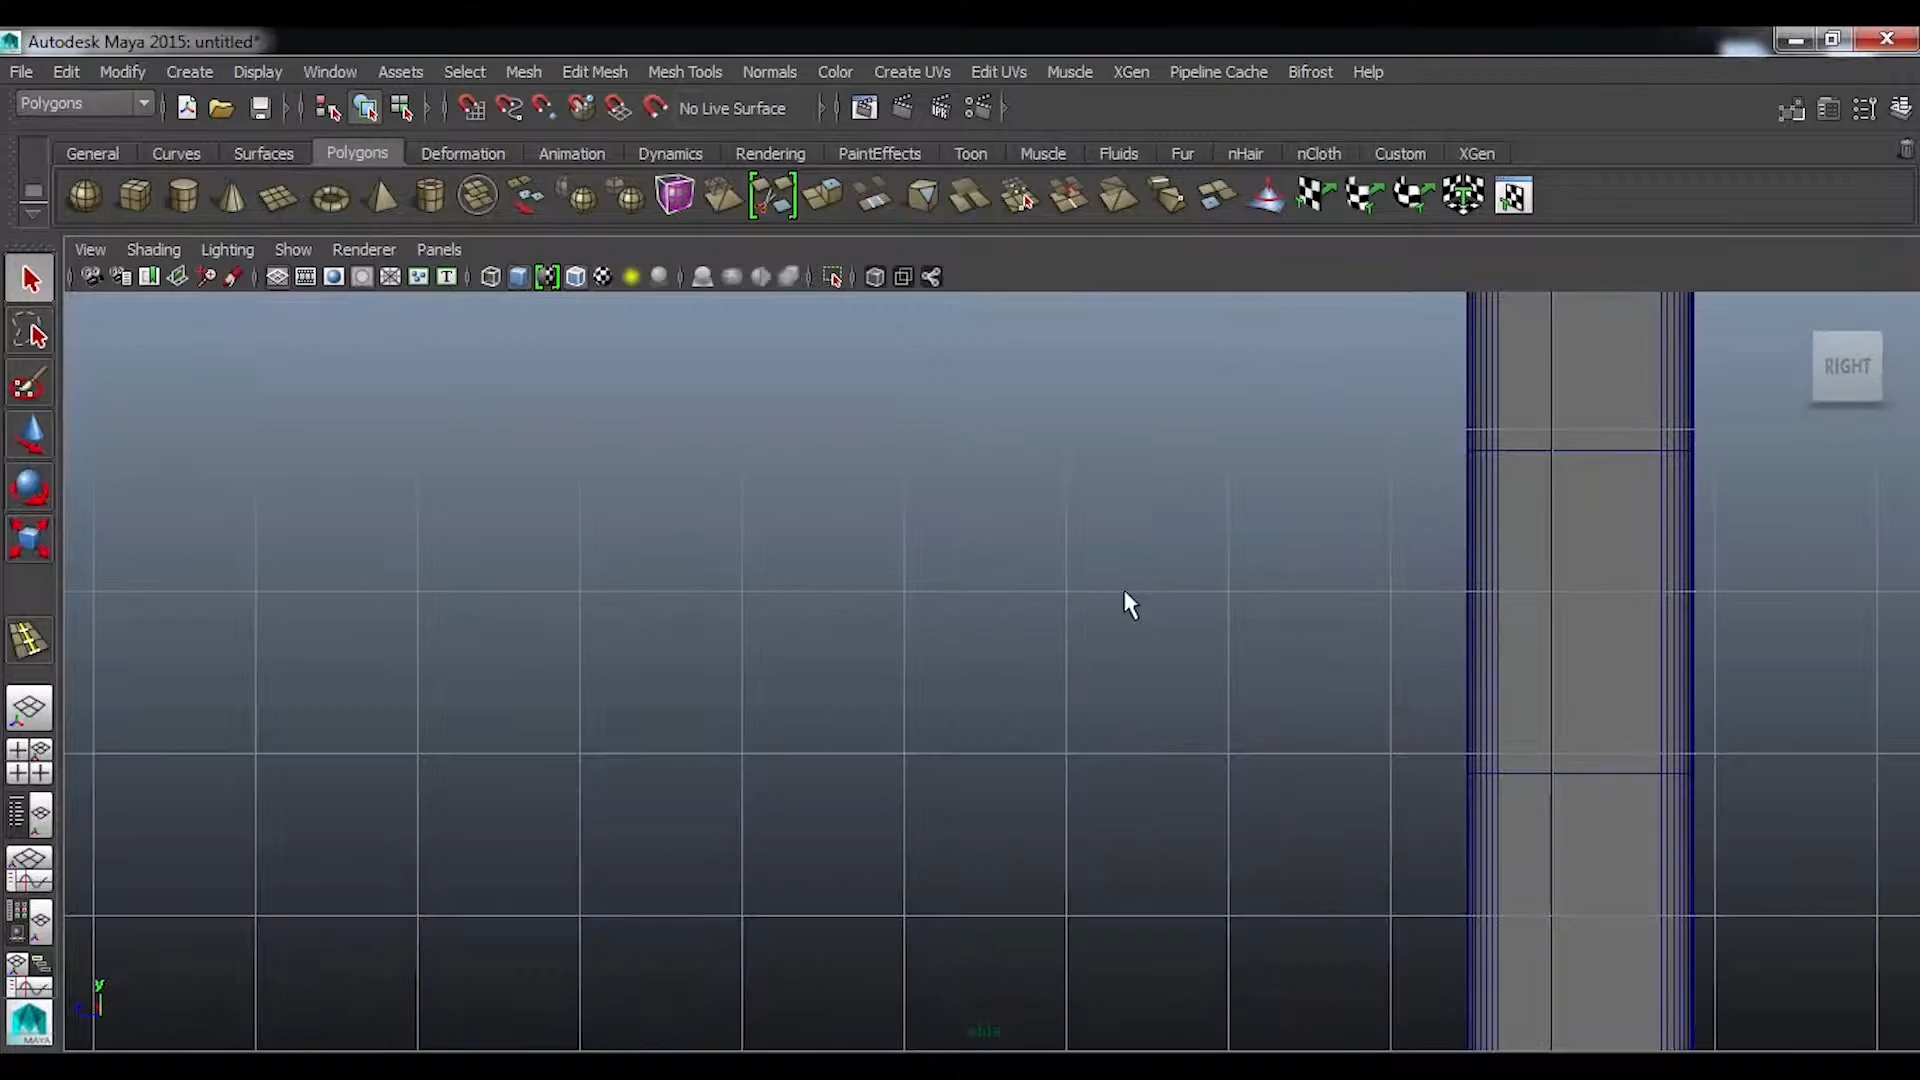 Autodesk Maya 2015: untitled*
File Edit Modify Create Display Window Assets Select Mesh Edit Mesh Mesh Tools Normals Color Create UVs Edit UVs Muscle XGen Pipeline Cache Bifrost Help
Polygons No Live Surface
General Curves Surfaces Polygons Deformation Animation Dynamics Rendering PaintEffects Toon Muscle Fluids Fur nHair nCloth Custom XGen
View Shading Lighting Show Renderer Panels
RIGHT
y
MAYA